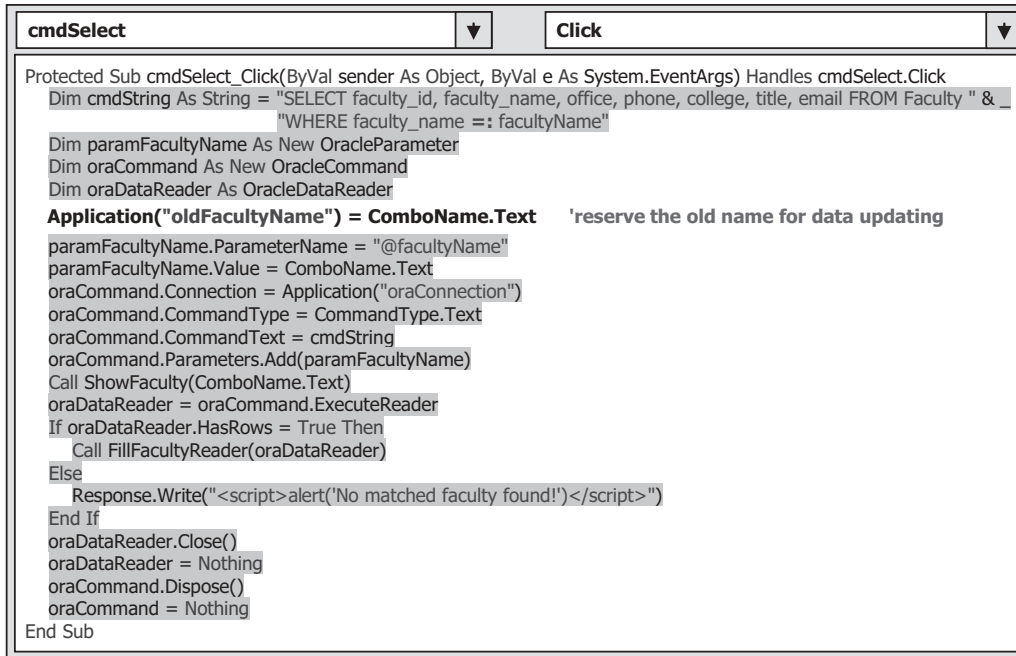 cmdSelect
Click
Protected Sub cmdSelect_Click(ByVal sender As Object, ByVal e As System.EventArgs) Handles cmdSelect.Click
Dim cmdString As String = "SELECT faculty_id, faculty_name, office, phone, college, title, email FROM Faculty " & _
"WHERE faculty_name =: facultyName"
Dim paramFacultyName As New OracleParameter
Dim oraCommand As New OracleCommand
Dim oraDataReader As OracleDataReader
Application("oldFacultyName") = ComboName.Text 'reserve the old name for data updating
paramFacultyName.ParameterName = "@facultyName"
paramFacultyName.Value = ComboName.Text
oraCommand.Connection = Application("oraConnection")
oraCommand.CommandType = CommandType.Text
oraCommand.CommandText = cmdString
oraCommand.Parameters.Add(paramFacultyName)
Call ShowFaculty(ComboName.Text)
oraDataReader = oraCommand.ExecuteReader
If oraDataReader.HasRows = True Then
Call FillFacultyReader(oraDataReader)
Else
Response.Write("<script>alert('No matched faculty found!')</script>")
End If
oraDataReader.Close()
oraDataReader = Nothing
oraCommand.Dispose()
oraCommand = Nothing
End Sub